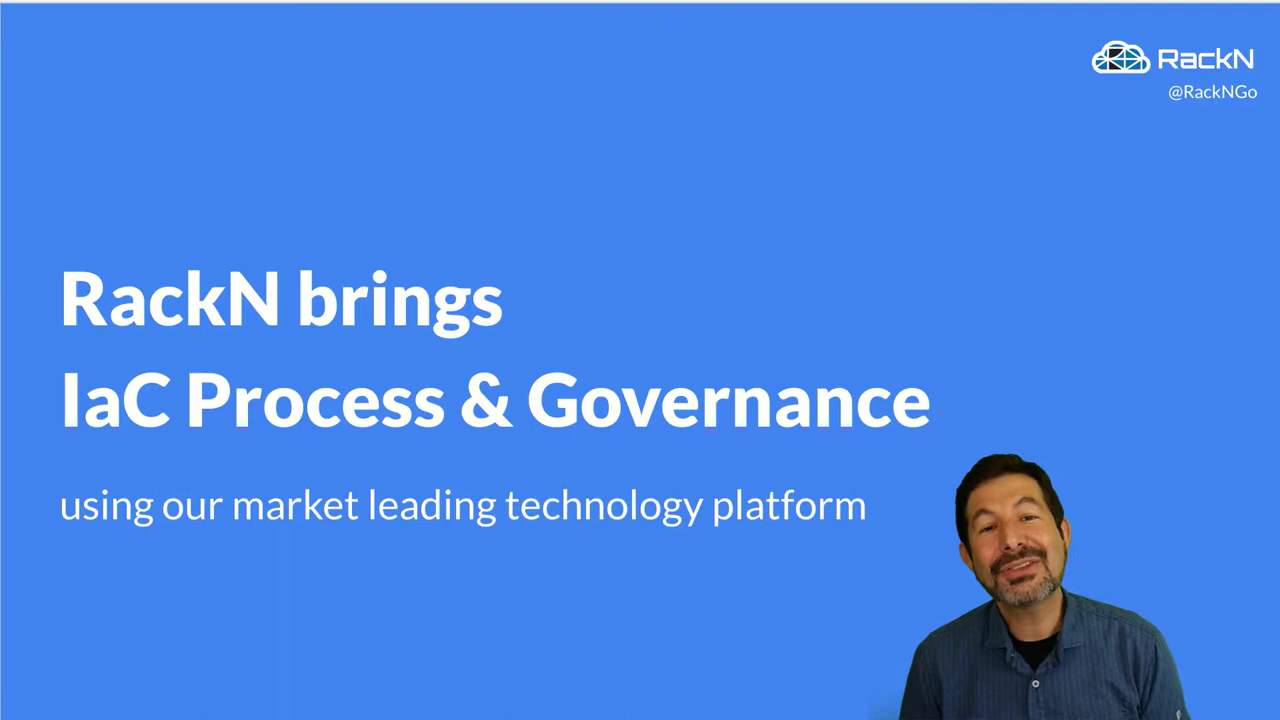 RackN
@RackNGo
RackN brings
IaC Process & Governance
using our market leading technology platform